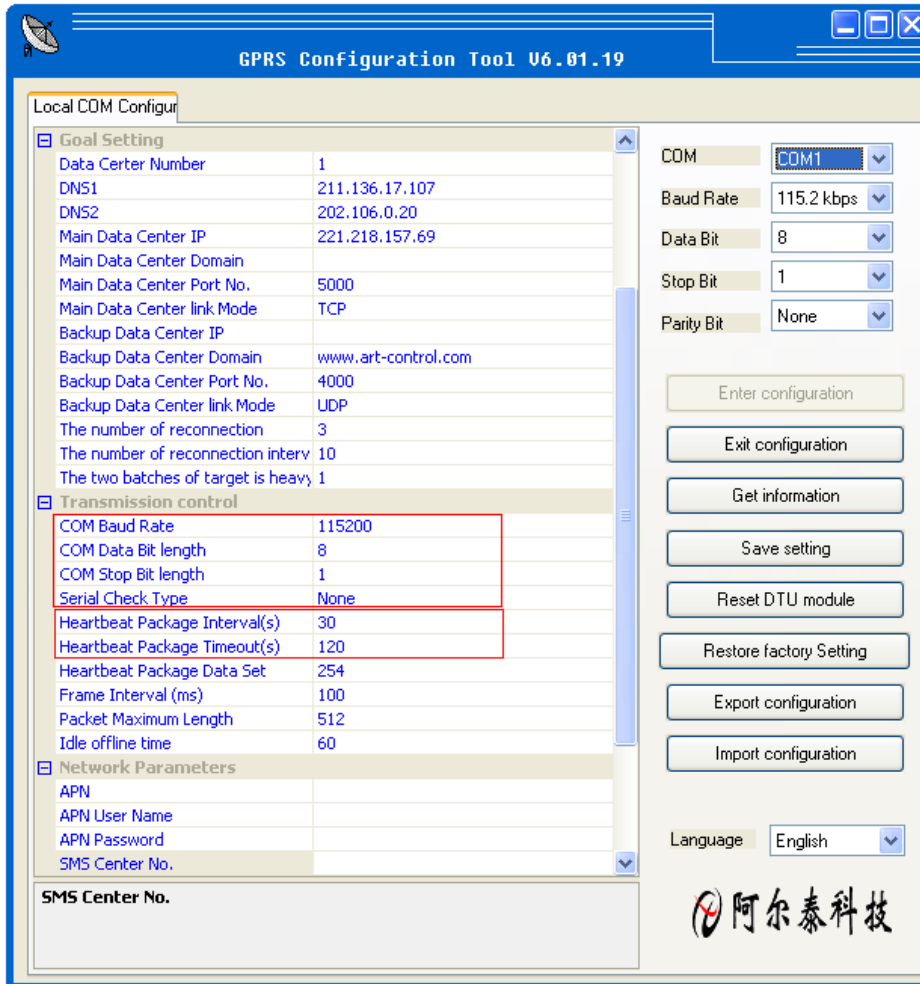 GPRS Configuration Tool V6.01.19
Local COM Configur
Goal Setting
Data Certer Number 1
DNS1 211.136.17.107
DNS2 202.106.0.20
Main Data Center IP 221.218.157.69
Main Data Center Domain
Main Data Center Port No. 5000
Main Data Center link Mode TCP
Backup Data Center IP
Backup Data Center Domain www.art-control.com
Backup Data Center Port No. 4000
Backup Data Center link Mode UDP
The number of reconnection 3
The number of reconnection interv 10
The two batches of target is heavy 1
Transmission control
COM Baud Rate 115200
COM Data Bit length 8
COM Stop Bit length 1
Serial Check Type None
Heartbeat Package Interval(s) 30
Heartbeat Package Timeout(s) 120
Heartbeat Package Data Set 254
Frame Interval (ms) 100
Packet Maximum Length 512
Idle offline time 60
Network Parameters
APN
APN User Name
APN Password
SMS Center No.
SMS Center No.
COM COM1
Baud Rate 115.2 kbps
Data Bit 8
Stop Bit 1
Parity Bit None
Enter configuration
Exit configuration
Get information
Save setting
Reset DTU module
Restore factory Setting
Export configuration
Import configuration
Language English
阿尔泰科技